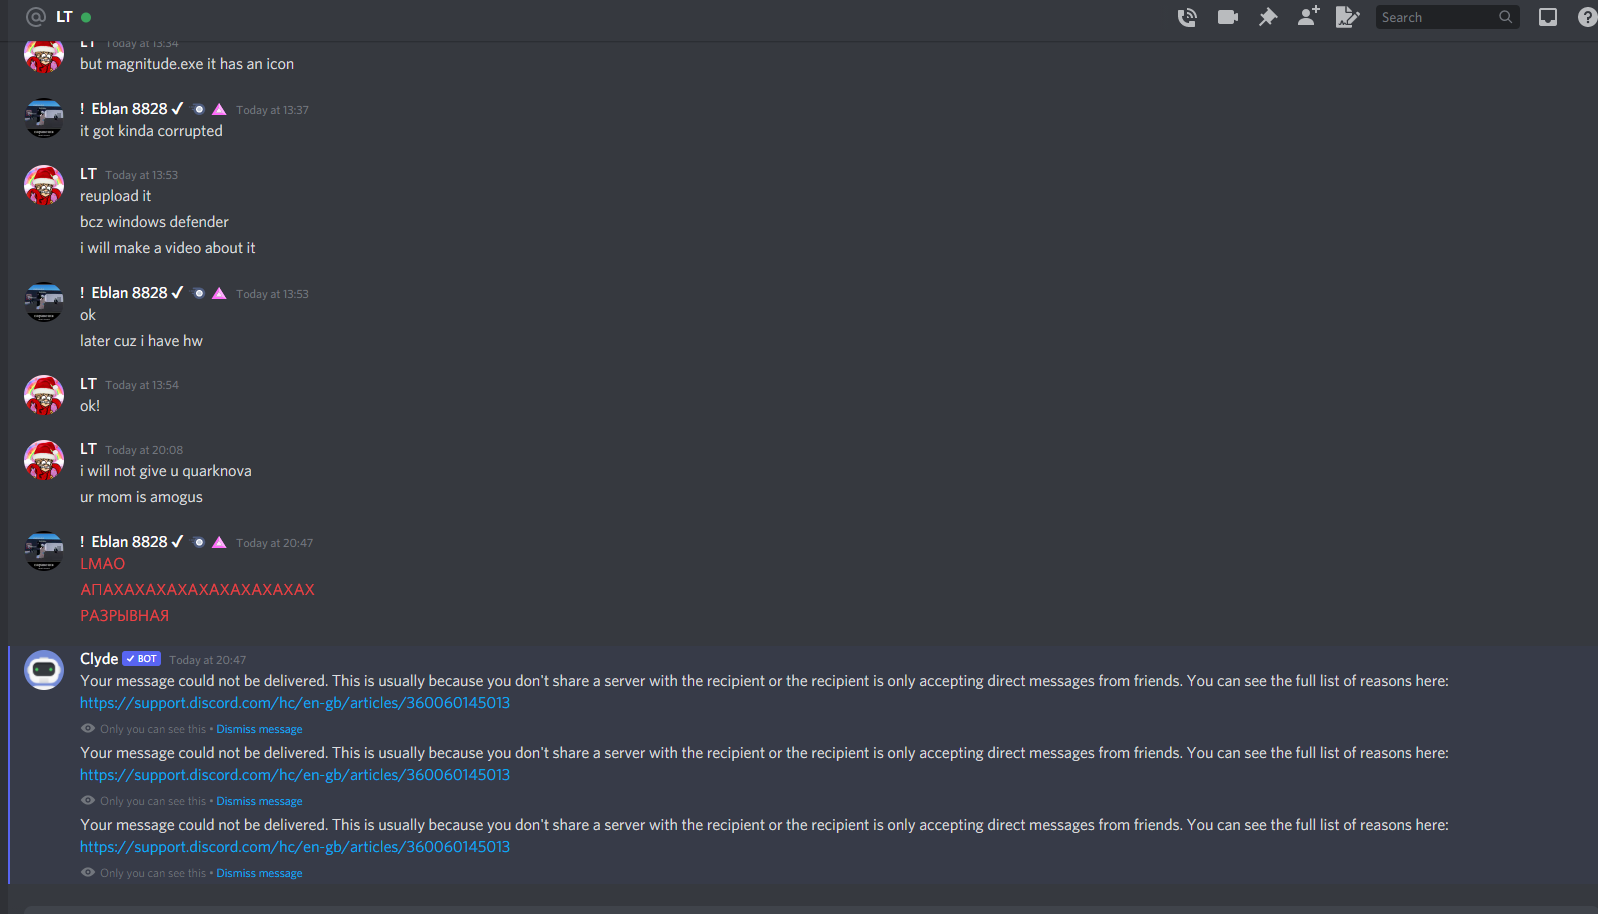 LT
Search
LT Today at 13:34
but magnitude.exe it has an icon
! Eblan 8828 ✓ Today at 13:37
it got kinda corrupted
LT Today at 13:53
reupload it
bcz windows defender
i will make a video about it
! Eblan 8828 ✓ Today at 13:53
ok
later cuz i have hw
LT Today at 13:54
ok!
LT Today at 20:08
i will not give u quarknova
ur mom is amogus
! Eblan 8828 ✓ Today at 20:47
LMAO
АПАХАХАХАХАХАХАХАХАХАХ
РАЗРЫВНАЯ
Clyde ✓ BOT Today at 20:47
Your message could not be delivered. This is usually because you don't share a server with the recipient or the recipient is only accepting direct messages from friends. You can see the full list of reasons here:
https://support.discord.com/hc/en-gb/articles/360060145013
Only you can see this • Dismiss message
Your message could not be delivered. This is usually because you don't share a server with the recipient or the recipient is only accepting direct messages from friends. You can see the full list of reasons here:
https://support.discord.com/hc/en-gb/articles/360060145013
Only you can see this • Dismiss message
Your message could not be delivered. This is usually because you don't share a server with the recipient or the recipient is only accepting direct messages from friends. You can see the full list of reasons here:
https://support.discord.com/hc/en-gb/articles/360060145013
Only you can see this • Dismiss message